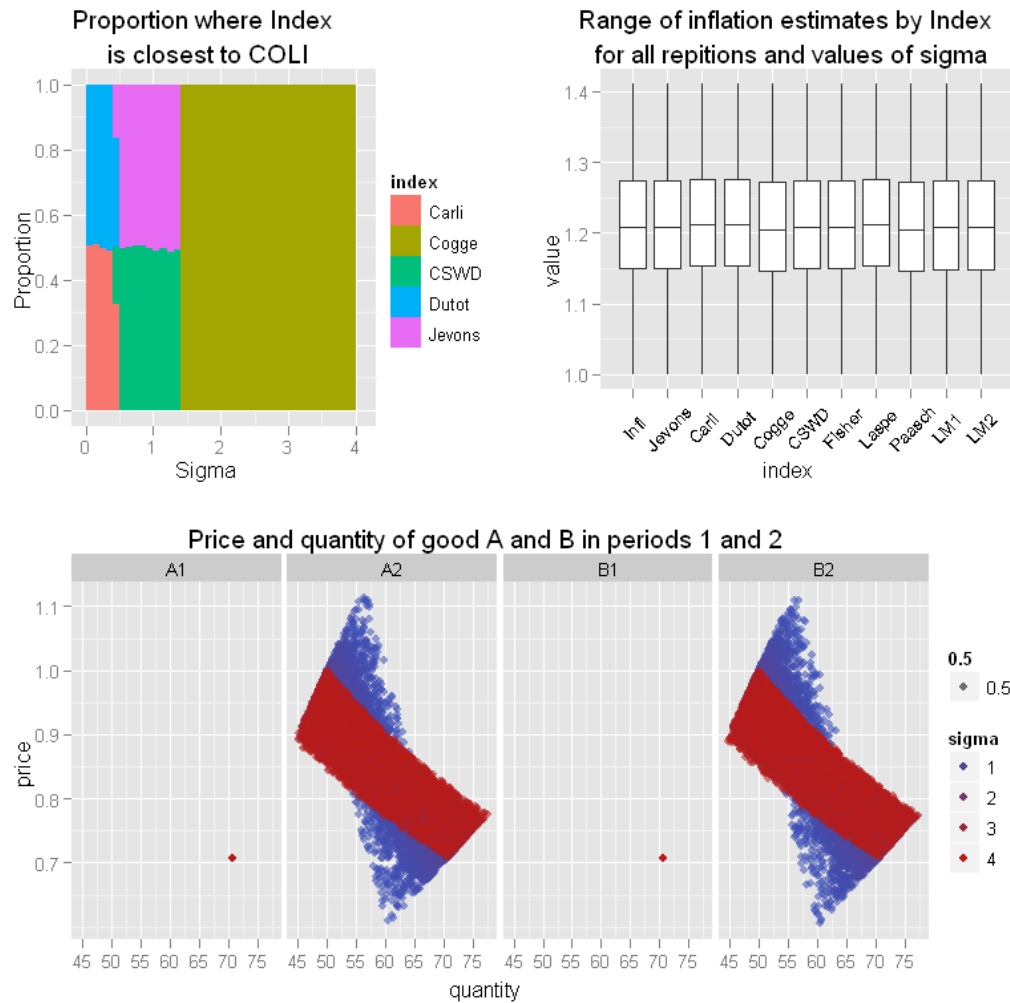 Proportion where Index
is closest to COLI
1.0
0.8
0.6
0.4
0.2
0.0
Proportion
0
1
2
3
4
Sigma
index
Carli
Cogge
CSWD
Dutot
Jevons
Range of inflation estimates by Index
for all repitions and values of sigma
1.4
1.3
1.2
1.1
1.0
value
Infl
Jevons
Carli
Dutot
Cogge
CSWD
Fisher
Laspe
Paasch
LM1
LM2
index
Price and quantity of good A and B in periods 1 and 2
A1
A2
B1
B2
1.1
1.0
0.9
0.8
0.7
price
45 50 55 60 65 70 75
45 50 55 60 65 70 75
45 50 55 60 65 70 75
45 50 55 60 65 70 75
quantity
0.5
0.5
sigma
1
2
3
4